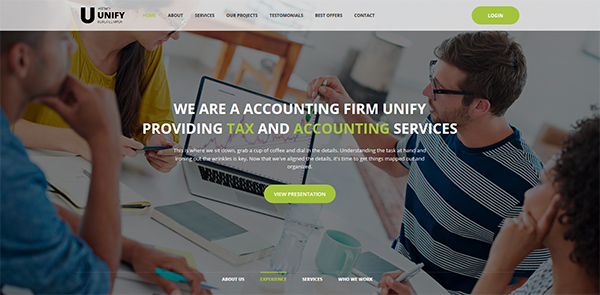 UNIFY
HOME ABOUT SERVICES OUR PROJECTS TESTIMONIALS BEST OFFERS CONTACT LOGIN
WE ARE A ACCOUNTING FIRM UNIFY
PROVIDING TAX AND ACCOUNTING SERVICES
This is where we sit down, grab a cup of coffee and dial in the details. Understanding the task at hand and
ironing out the wrinkles is key. Now that we've aligned the details, it's time to get things mapped out and
organized.
VIEW PRESENTATION
ABOUT US EXPERIENCE SERVICES WHO WE WORK